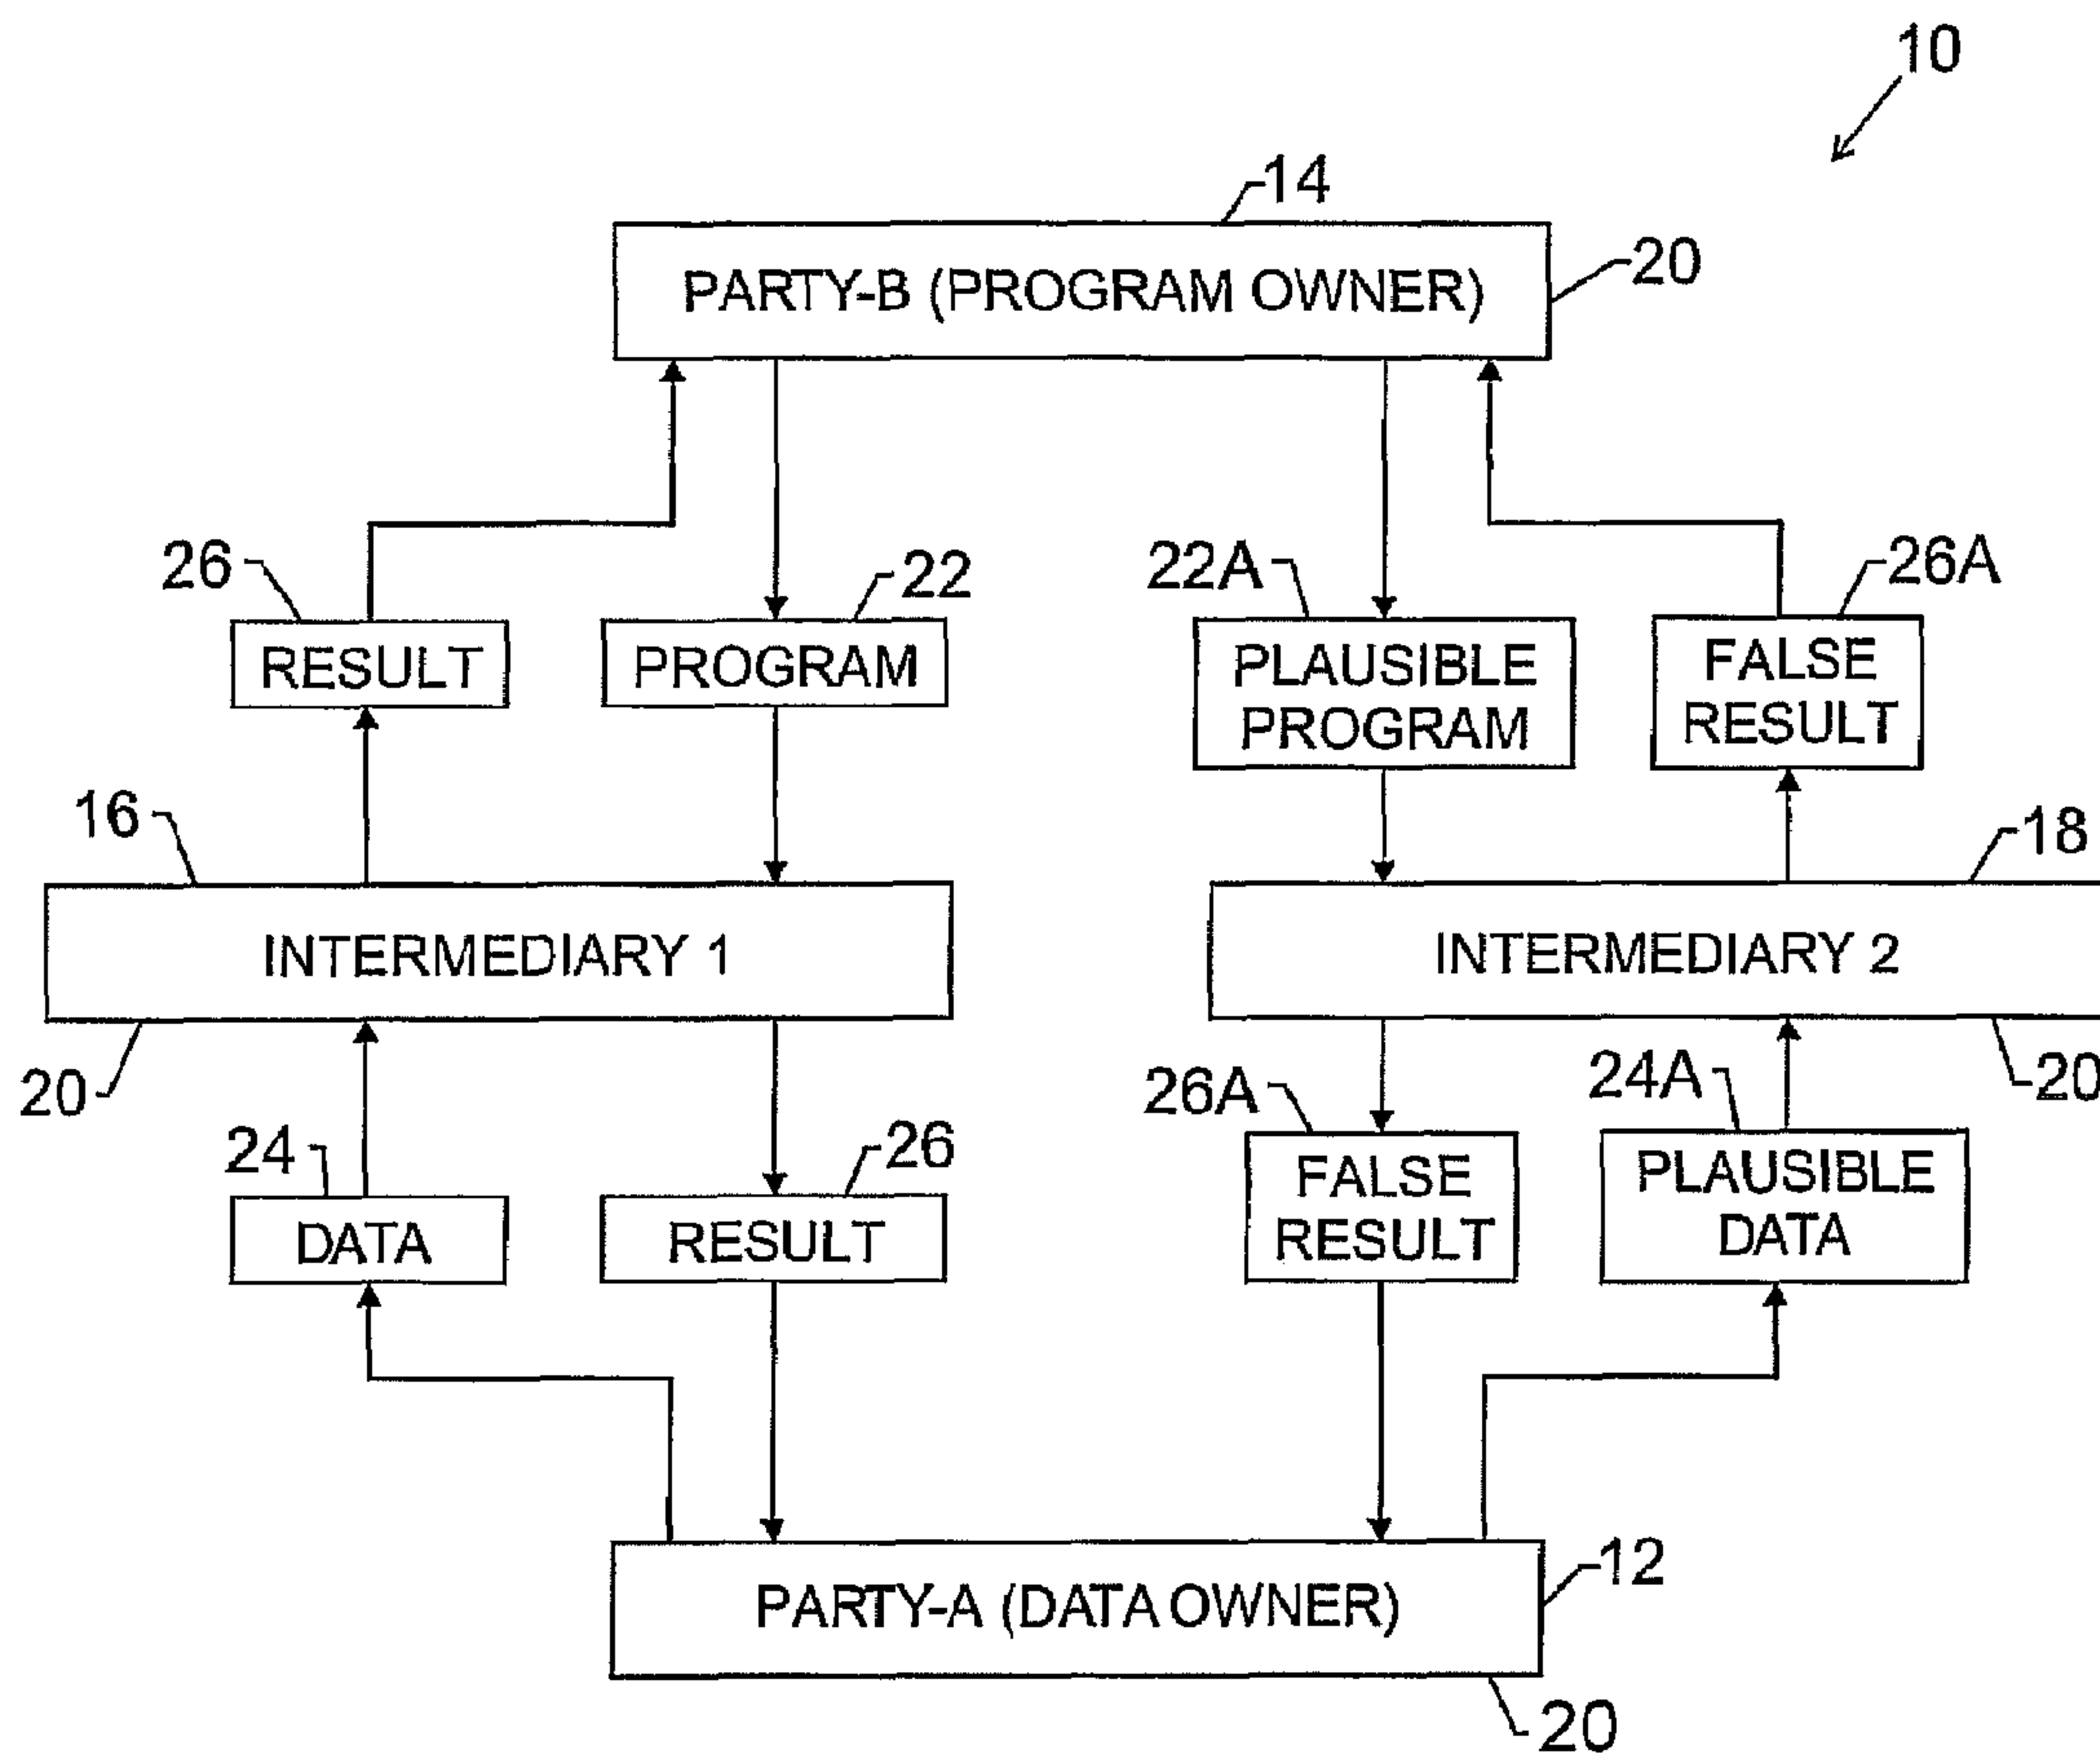 10
14
PARTY-B (PROGRAM OWNER)
20
26
22
22A
26A
RESULT
PROGRAM
PLAUSIBLE
PROGRAM
FALSE
RESULT
16
18
INTERMEDIARY 1
INTERMEDIARY 2
20
20
24
26
26A
24A
DATA
RESULT
FALSE
RESULT
PLAUSIBLE
DATA
12
PARTY-A (DATA OWNER)
20